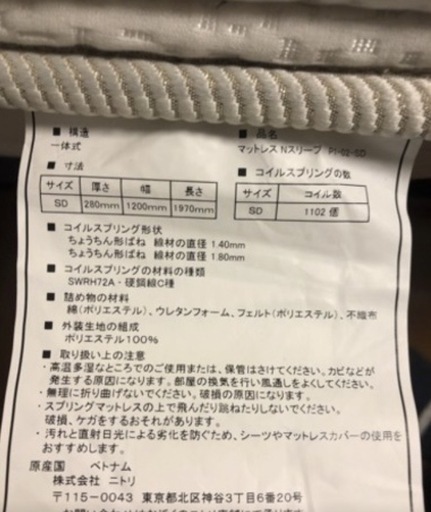 ■ 構造
一体式
■ 品名
マットレス Nスリープ P1-02-SD
■ 寸法
サイズ 厚さ 幅 長さ
SD 280mm 1200mm 1970mm
■ コイルスプリングの数
サイズ コイル数
SD 1102 個
■ コイルスプリング形状
ちょうちん形ばね 線材の直径 1.40mm
ちょうちん形ばね 線材の直径 1.80mm
■ コイルスプリングの材料の種類
SWRH72A・硬鋼線C種
■ 詰め物の材料
綿(ポリエステル)、ウレタンフォーム、フェルト(ポリエステル)、不織布
■ 外装生地の組成
ポリエステル100%
■ 取り扱い上の注意
・高温多湿なところでのご使用または、保管はさけてください。カビなどが
発生する原因になります。部屋の換気を行い風通しをよくしてください。
・無理に折り曲げないでください。破損の原因になります。
・スプリングマットレスの上で飛んだり跳ねたりしないでください。
破損、ケガをするおそれがあります。
・汚れと直射日光による劣化を防ぐため、シーツやマットレスカバーの使用を
おすすめします。
原産国 ベトナム
株式会社 ニトリ
〒115-0043 東京都北区神谷3丁目6番20号